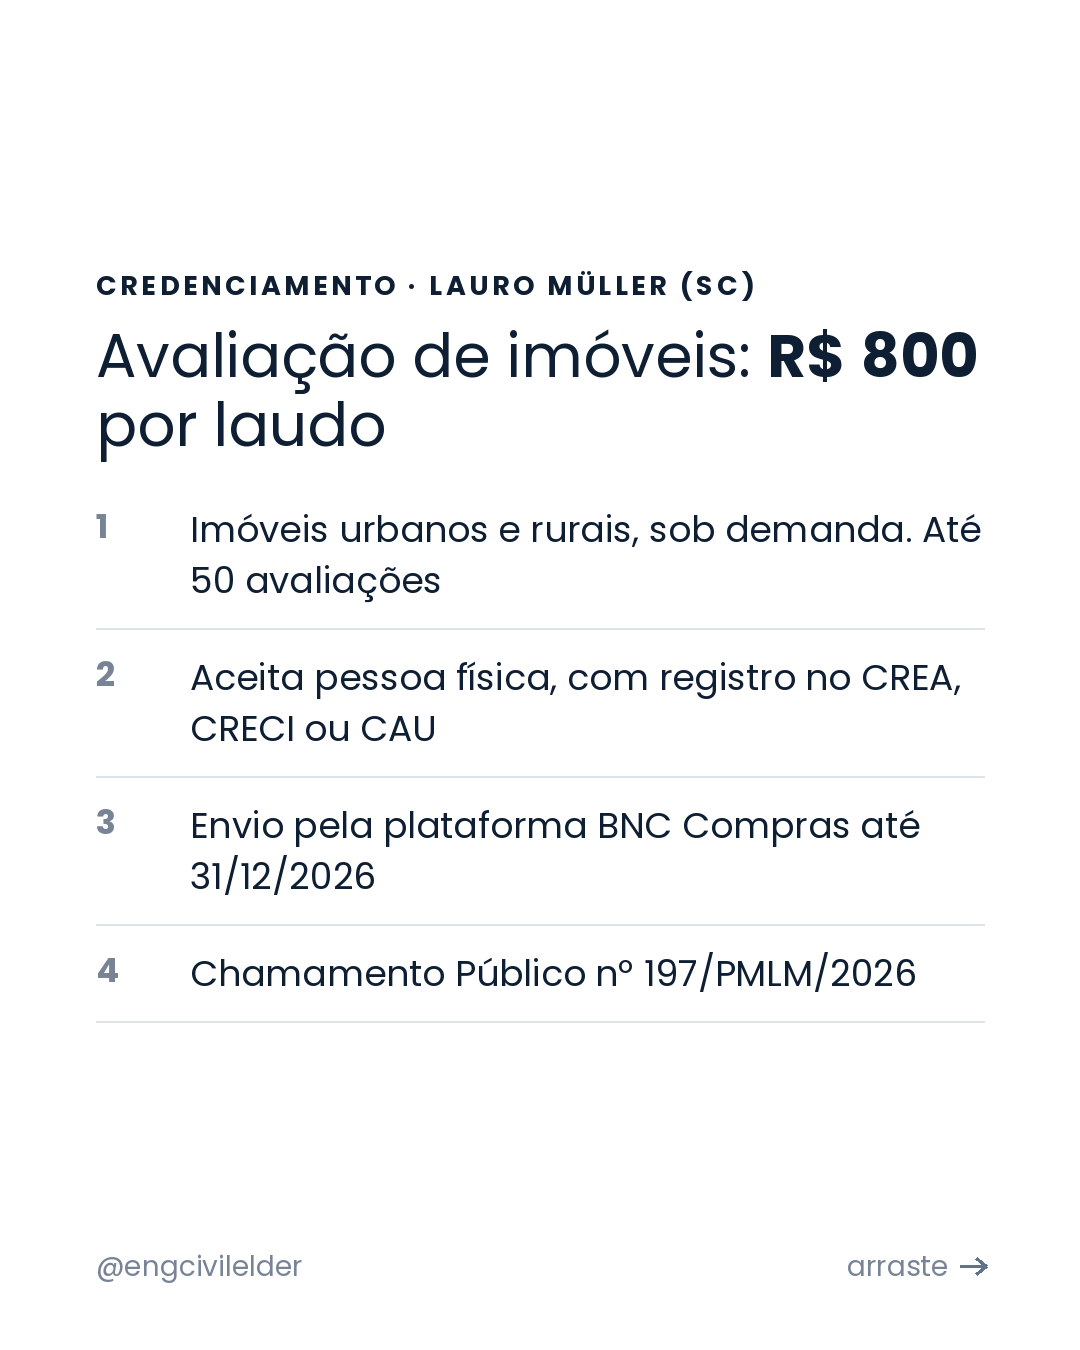 CREDENCIAMENTO · LAURO MÜLLER (SC)
Avaliação de imóveis: R$ 800
por laudo
1 Imóveis urbanos e rurais, sob demanda. Até
50 avaliações
2 Aceita pessoa física, com registro no CREA,
CRECI ou CAU
3 Envio pela plataforma BNC Compras até
31/12/2026
4 Chamamento Público nº 197/PMLM/2026
@engcivilelder arraste →